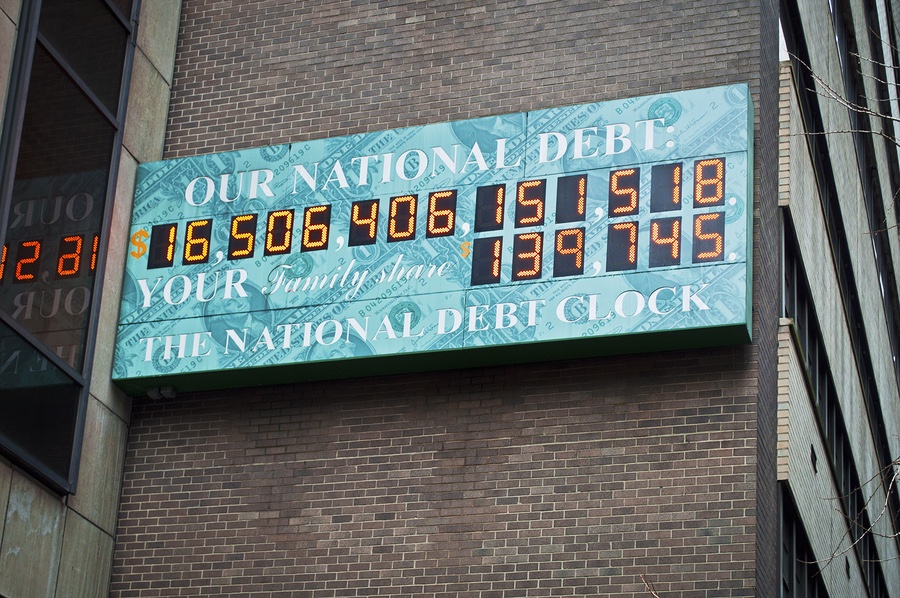 OUR NATIONAL DEBT:
$16,506,406,151,518.
YOUR Family share $139,745.
THE NATIONAL DEBT CLOCK